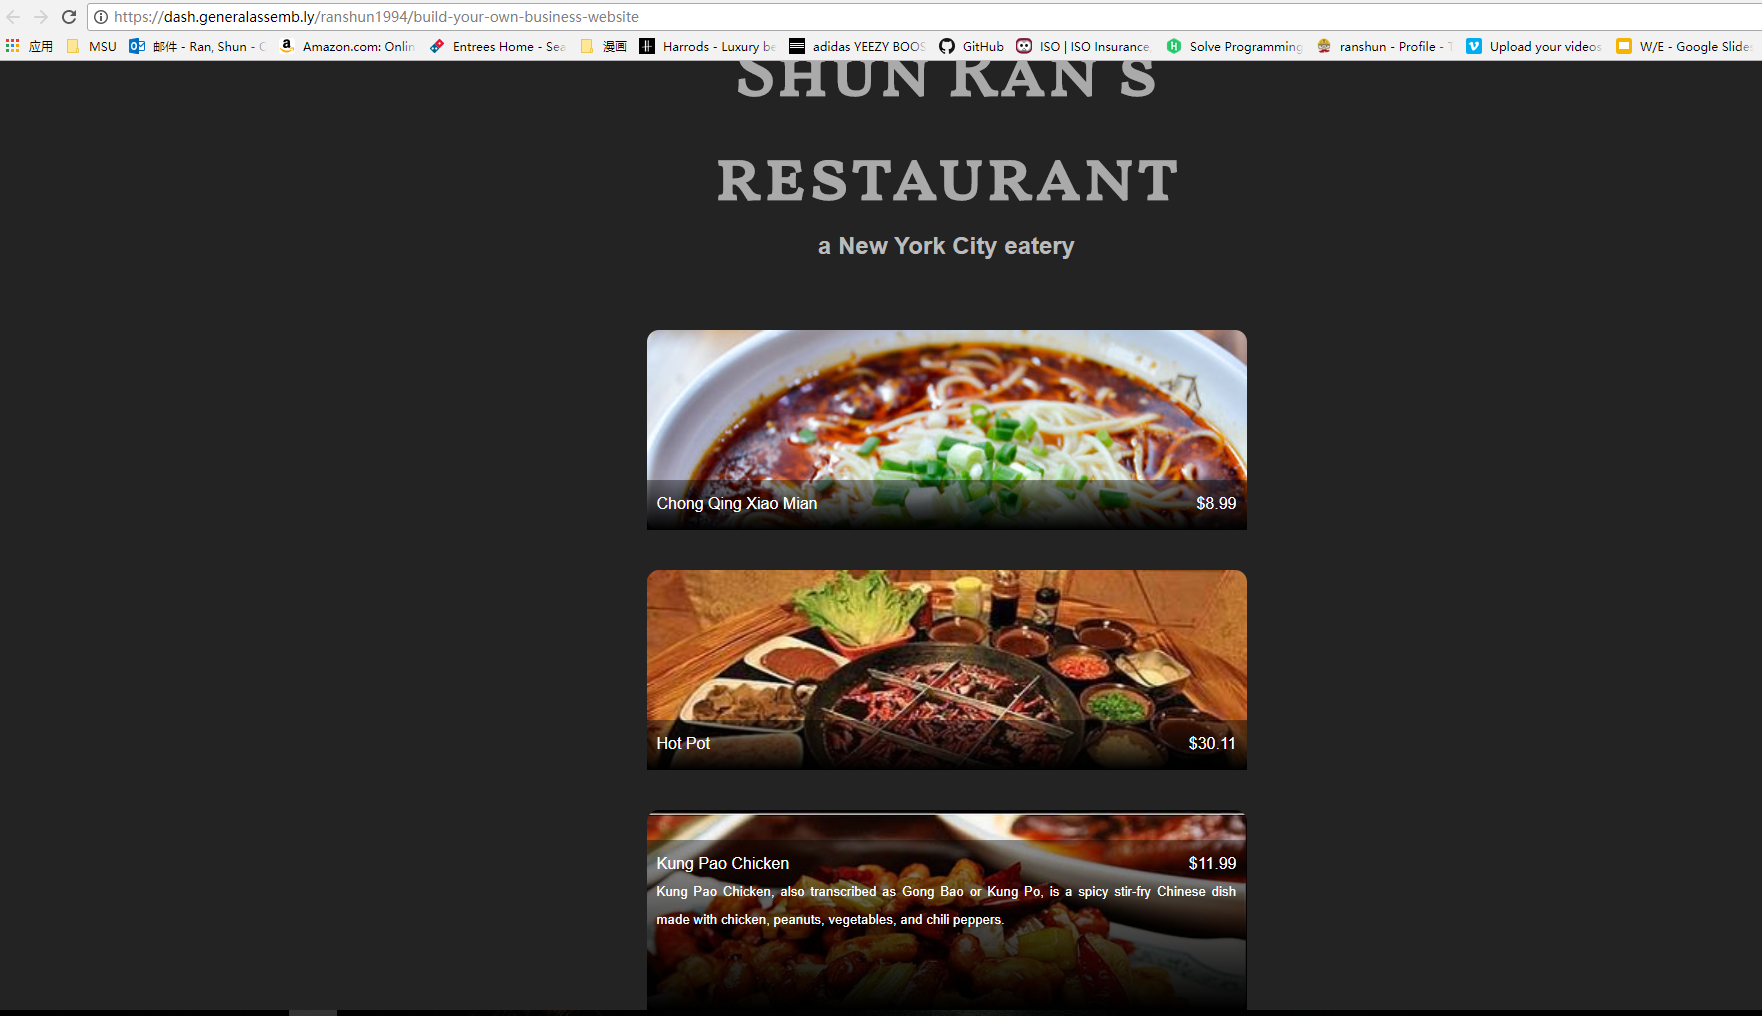 https://dash.generalassemb.ly/ranshun1994/build-your-own-business-website
应用 MSU 邮件 - Ran, Shun - Amazon.com: Onlin Entrees Home - Sea 漫画 Harrods - Luxury be adidas YEEZY BOOS GitHub ISO | ISO Insurance, Solve Programming ranshun - Profile - Upload your videos W/E - Google Slides
SHUN RAN'S
RESTAURANT
a New York City eatery
Chong Qing Xiao Mian $8.99
Hot Pot $30.11
Kung Pao Chicken $11.99
Kung Pao Chicken, also transcribed as Gong Bao or Kung Po, is a spicy stir-fry Chinese dish
made with chicken, peanuts, vegetables, and chili peppers.